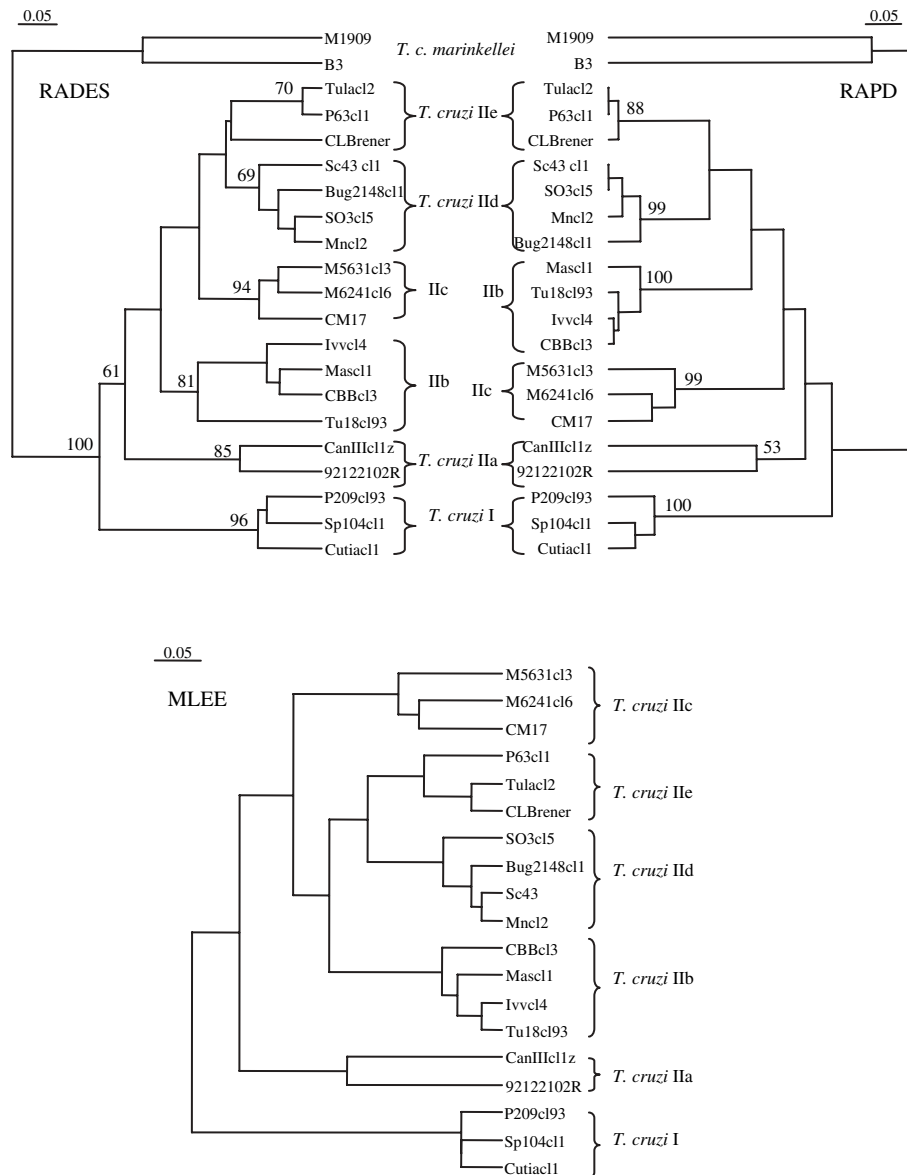 0.05 0.05
M1909 T. c. marinkellei M1909
B3 B3
RADES RAPD
70 Tulacl2 Tulacl2
P63cl1 T. cruzi IIe P63cl1 88
CLBrener CLBrener
69 Sc43 cl1 Sc43 cl1
Bug2148cl1 T. cruzi IId SO3cl5
SO3cl5 Mncl2 99
Mncl2 Bug2148cl1
M5631cl3 Mascl1 100
94 M6241cl6 IIc IIb Tu18cl93
CM17 Ivvcl4
Ivvcl4 CBBcl3
61 Mascl1 M5631cl3
81 CBBcl3 IIb IIc M6241cl6 99
Tu18cl93 CM17
100 85 CanIIIcl1z T. cruzi IIa CanIIIcl1z 53
92122102R 92122102R
P209cl93 P209cl93 100
96 Sp104cl1 T. cruzi I Sp104cl1
Cutiacl1 Cutiacl1
0.05
MLEE
M5631cl3
M6241cl6 T. cruzi IIc
CM17
P63cl1
Tulacl2 T. cruzi IIe
CLBrener
SO3cl5
Bug2148cl1 T. cruzi IId
Sc43
Mncl2
CBBcl3
Mascl1 T. cruzi IIb
Ivvcl4
Tu18cl93
CanIIIcl1z
92122102R T. cruzi IIa
P209cl93
Sp104cl1 T. cruzi I
Cutiacl1